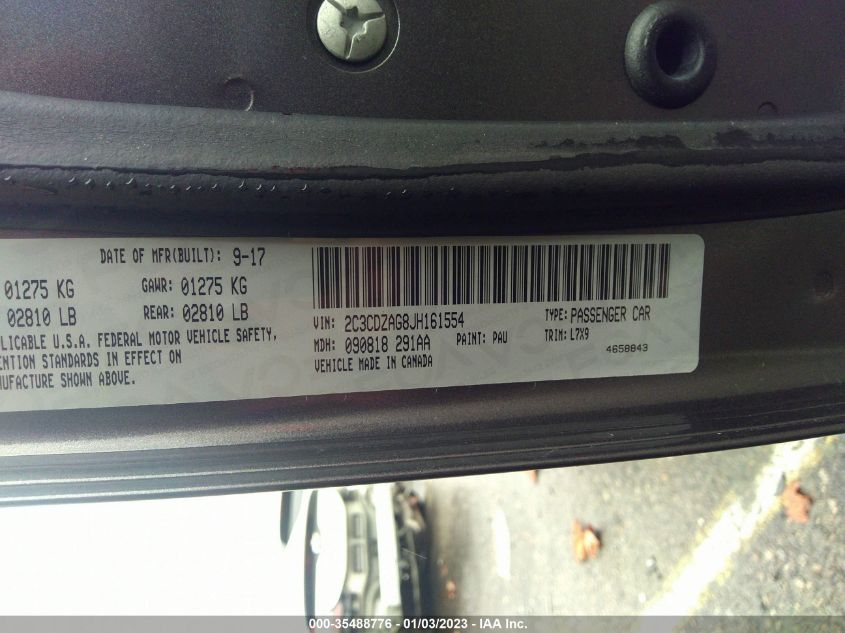 DATE OF MFR(BUILT): 9-17
01275 KG GAWR: 01275 KG
02810 LB REAR: 02810 LB
PLICABLE U.S.A. FEDERAL MOTOR VEHICLE SAFETY,
ENTION STANDARDS IN EFFECT ON
NUFACTURE SHOWN ABOVE.
VIN: 2C3CDZAG8JH161554 TYPE: PASSENGER CAR
MDH: 090818 291AA PAINT: PAU TRIM: L7X9
VEHICLE MADE IN CANADA 4658843
000-35488776 - 01/03/2023 - IAA Inc.